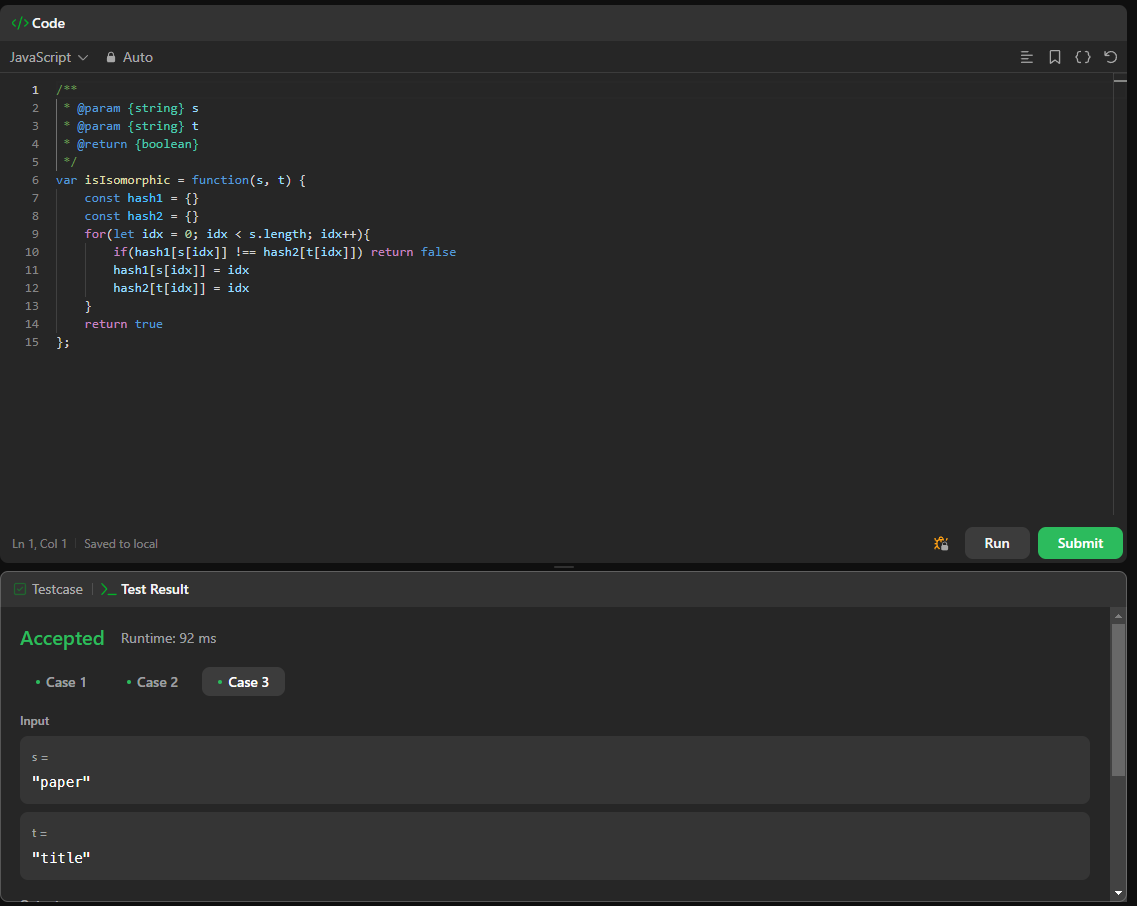 </> Code
JavaScript Auto
1 /**
2 * @param {string} s
3 * @param {string} t
4 * @return {boolean}
5 */
6 var isIsomorphic = function(s, t) {
7 const hash1 = {}
8 const hash2 = {}
9 for(let idx = 0; idx < s.length; idx++){
10 if(hash1[s[idx]] !== hash2[t[idx]]) return false
11 hash1[s[idx]] = idx
12 hash2[t[idx]] = idx
13 }
14 return true
15 };
Ln 1, Col 1 Saved to local Run Submit
Testcase | >_ Test Result
Accepted Runtime: 92 ms
• Case 1 • Case 2 • Case 3
Input
s =
"paper"
t =
"title"